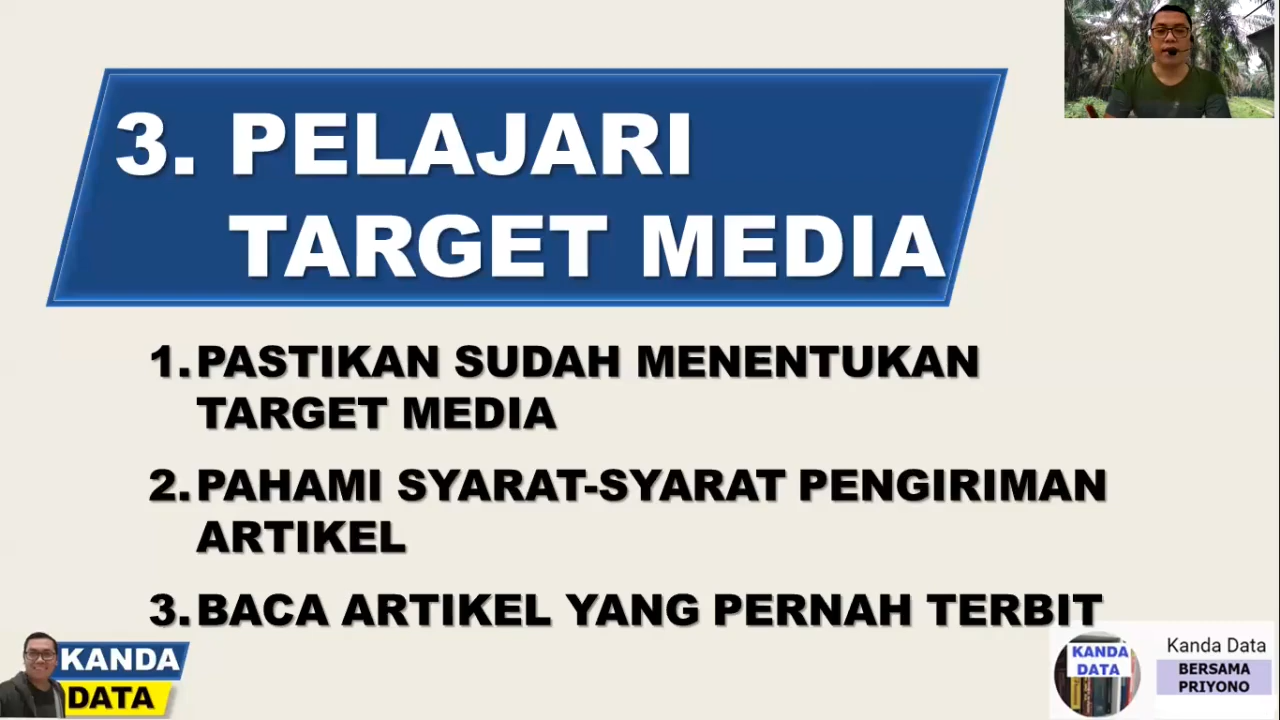 3. PELAJARI
TARGET MEDIA
1. PASTIKAN SUDAH MENENTUKAN
TARGET MEDIA
2. PAHAMI SYARAT-SYARAT PENGIRIMAN
ARTIKEL
3. BACA ARTIKEL YANG PERNAH TERBIT
KANDA
DATA
KANDA
DATA
Kanda Data
BERSAMA
PRIYONO